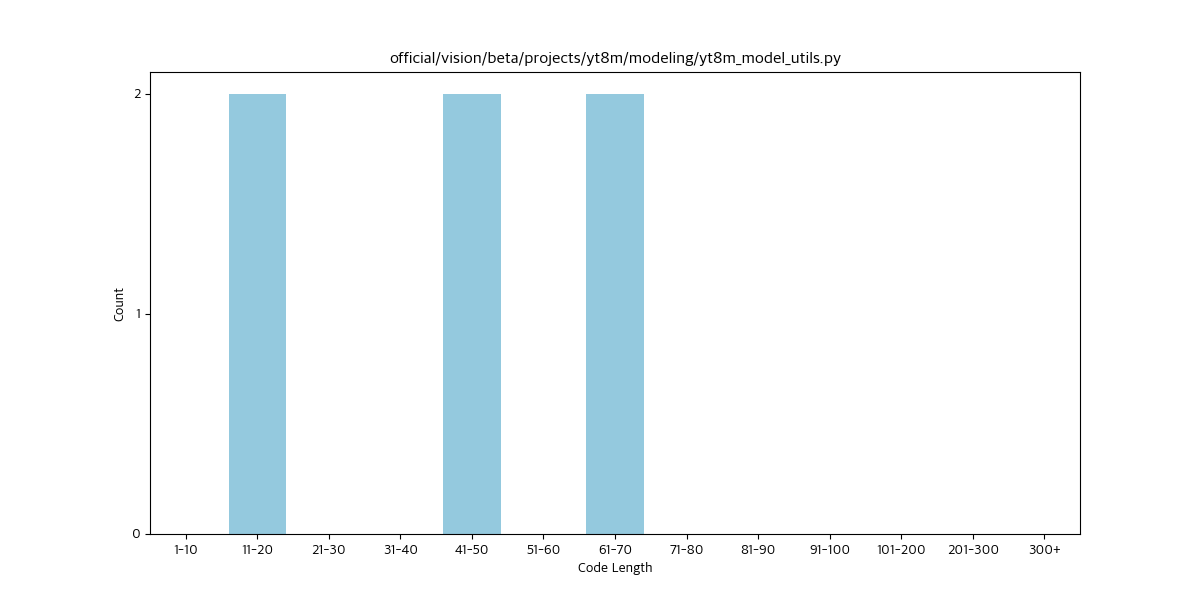 official/vision/beta/projects/yt8m/modeling/yt8m_model_utils.py
2
1
0
Count
1-10 11-20 21-30 31-40 41-50 51-60 61-70 71-80 81-90 91-100 101-200 201-300 300+
Code Length